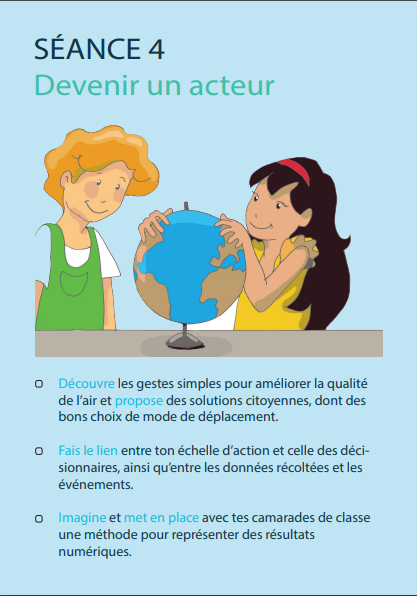 SÉANCE 4
Devenir un acteur
Découvre les gestes simples pour améliorer la qualité
de l’air et propose des solutions citoyennes, dont des
bons choix de mode de déplacement.
Fais le lien entre ton échelle d’action et celle des déci-
sionnaires, ainsi qu’entre les données récoltées et les
événements.
Imagine et met en place avec tes camarades de classe
une méthode pour représenter des résultats
numériques.